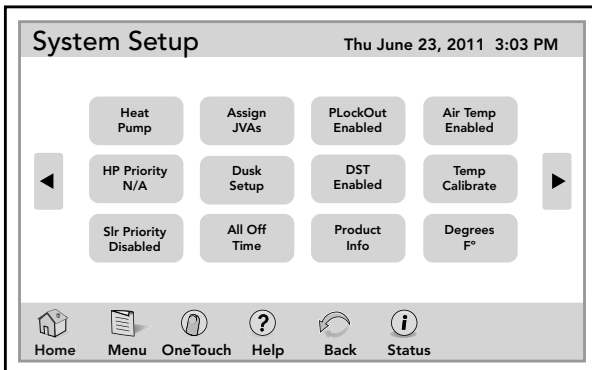 System Setup
Thu June 23, 2011 3:03 PM
Heat
Pump
Assign
JVAs
PLockOut
Enabled
Air Temp
Enabled
HP Priority
N/A
Dusk
Setup
DST
Enabled
Temp
Calibrate
Slr Priority
Disabled
All Off
Time
Product
Info
Degrees
Fº
Home
Menu
OneTouch
Help
Back
Status